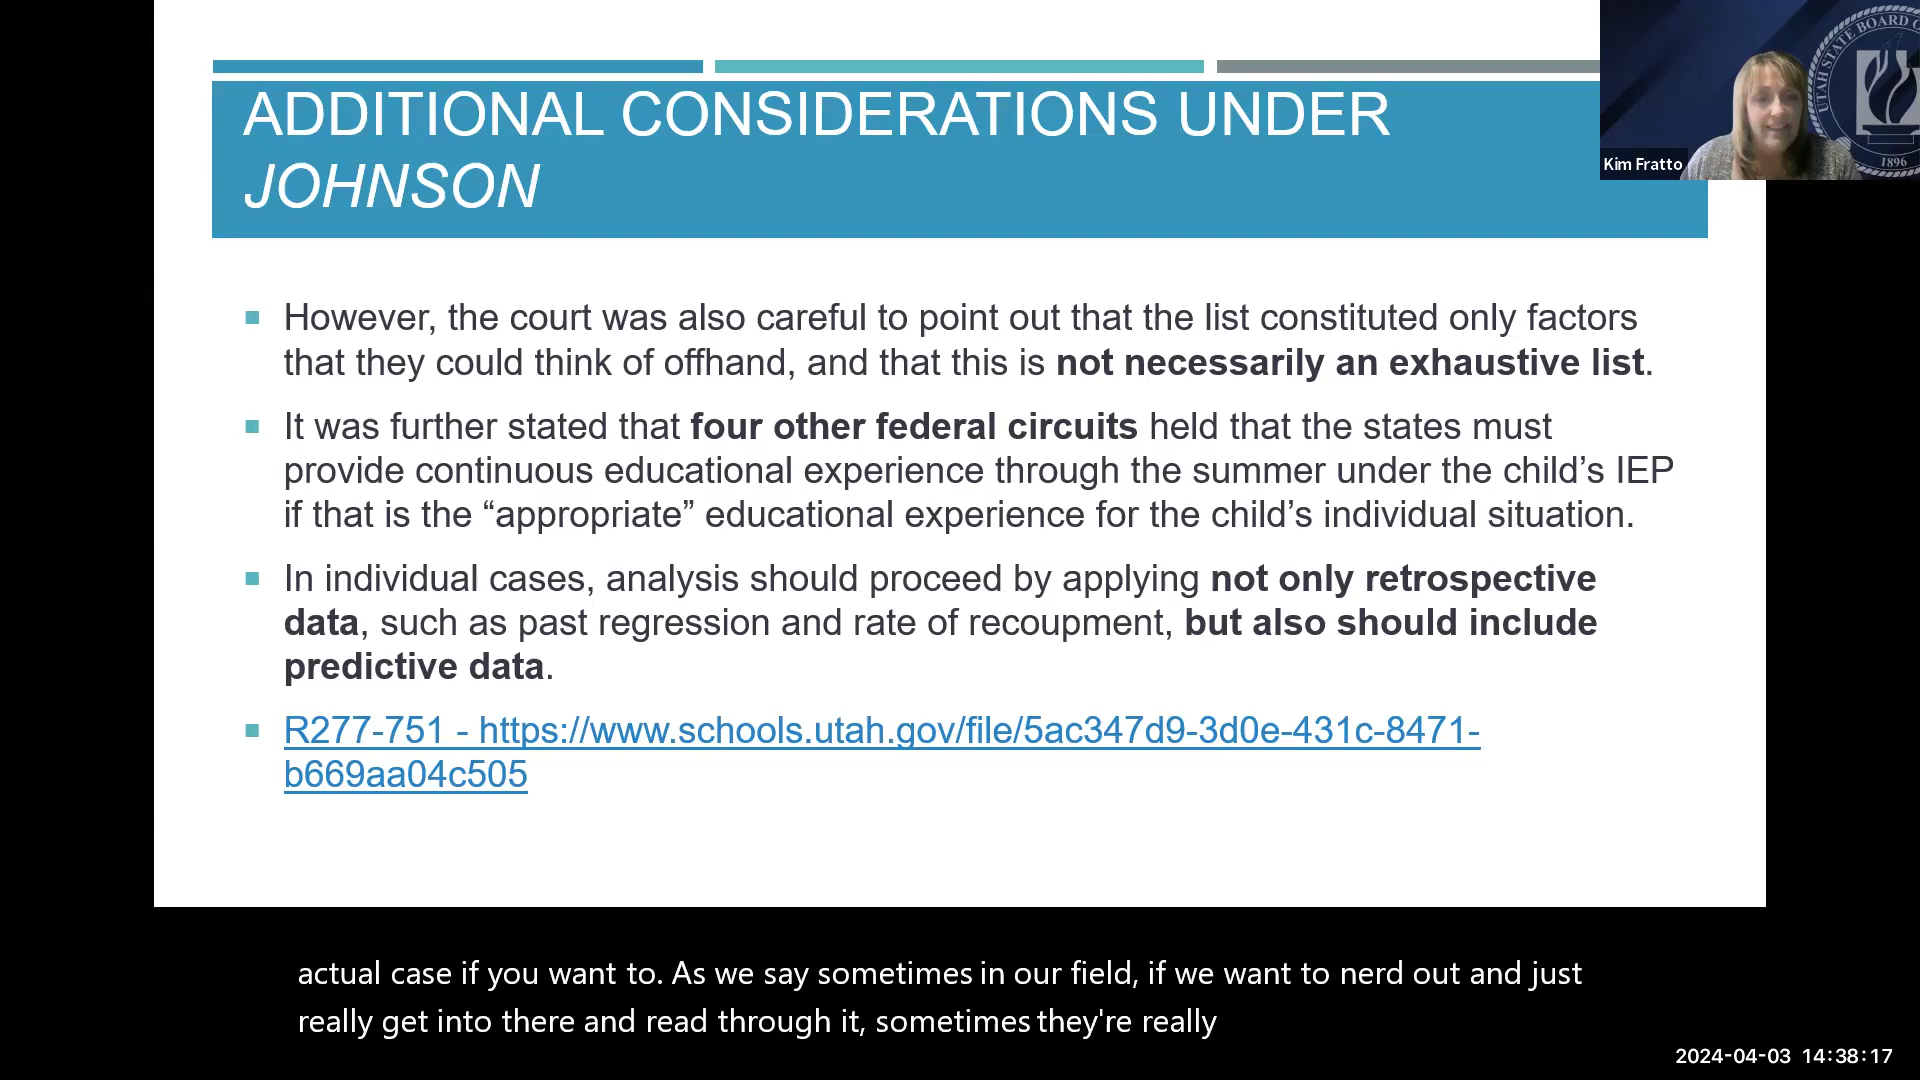 ADDITIONAL CONSIDERATIONS UNDER
JOHNSON
UTAH STATE BOARD
1896
Kim Fratto
However, the court was also careful to point out that the list constituted only factors
that they could think of offhand, and that this is not necessarily an exhaustive list.
It was further stated that four other federal circuits held that the states must
provide continuous educational experience through the summer under the child’s IEP
if that is the “appropriate” educational experience for the child’s individual situation.
In individual cases, analysis should proceed by applying not only retrospective
data, such as past regression and rate of recoupment, but also should include
predictive data.
R277-751 - https://www.schools.utah.gov/file/5ac347d9-3d0e-431c-8471-
b669aa04c505
actual case if you want to. As we say sometimes in our field, if we want to nerd out and just
really get into there and read through it, sometimes they're really
2024-04-03 14:38:17